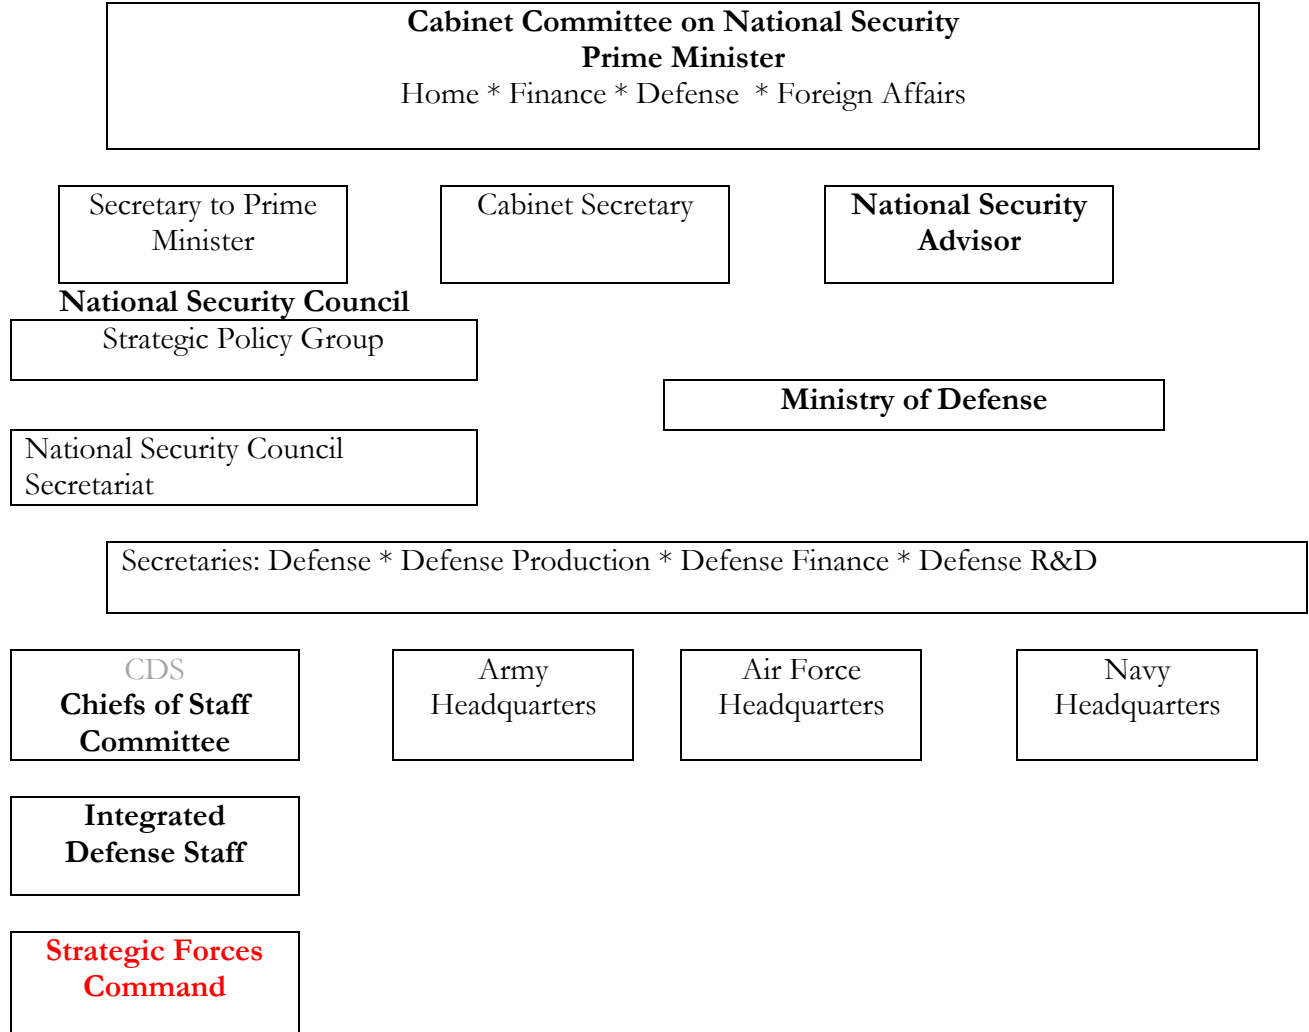 Cabinet Committee on National Security
Prime Minister
Home * Finance * Defense * Foreign Affairs
Secretary to Prime
Minister
Cabinet Secretary
National Security
Advisor
National Security Council
Strategic Policy Group
Ministry of Defense
National Security Council
Secretariat
Secretaries: Defense * Defense Production * Defense Finance * Defense R&D
CDS
Chiefs of Staff
Committee
Army
Headquarters
Air Force
Headquarters
Navy
Headquarters
Integrated
Defense Staff
Strategic Forces
Command